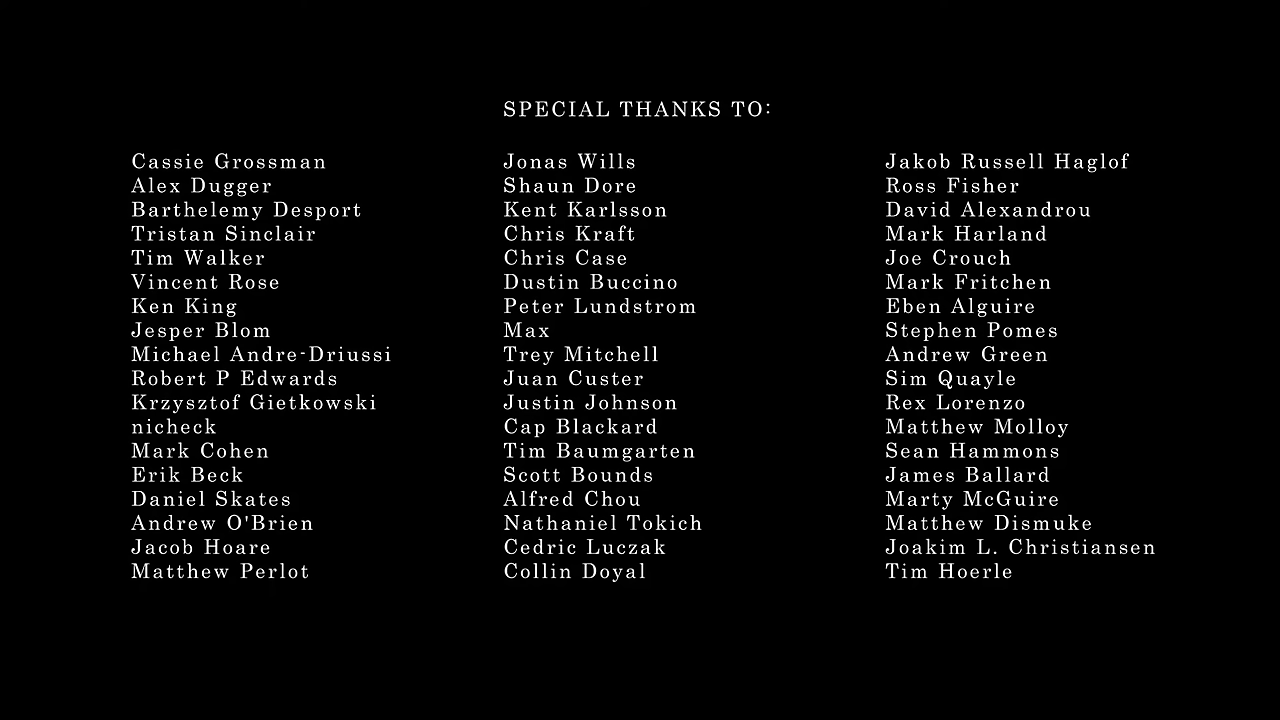 SPECIAL THANKS TO:
Cassie Grossman
Alex Dugger
Barthelemy Desport
Tristan Sinclair
Tim Walker
Vincent Rose
Ken King
Jesper Blom
Michael Andre-Driussi
Robert P Edwards
Krzysztof Gietkowski
nicheck
Mark Cohen
Erik Beck
Daniel Skates
Andrew O'Brien
Jacob Hoare
Matthew Perlot
Jonas Wills
Shaun Dore
Kent Karlsson
Chris Kraft
Chris Case
Dustin Buccino
Peter Lundstrom
Max
Trey Mitchell
Juan Custer
Justin Johnson
Cap Blackard
Tim Baumgarten
Scott Bounds
Alfred Chou
Nathaniel Tokich
Cedric Luczak
Collin Doyal
Jakob Russell Haglof
Ross Fisher
David Alexandrou
Mark Harland
Joe Crouch
Mark Fritchen
Eben Alguire
Stephen Pomes
Andrew Green
Sim Quayle
Rex Lorenzo
Matthew Molloy
Sean Hammons
James Ballard
Marty McGuire
Matthew Dismuke
Joakim L. Christiansen
Tim Hoerle